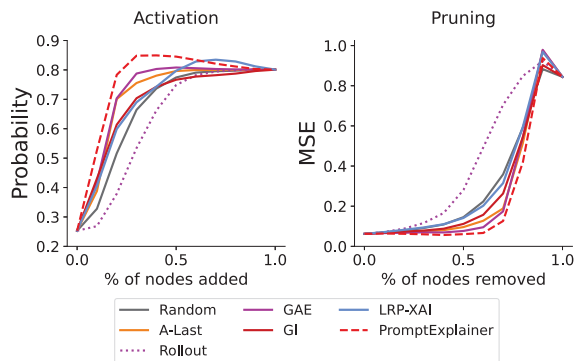 Activation
Pruning
Probability
0.9
0.8
0.7
0.6
0.5
0.4
0.3
0.2
0.0
0.5
1.0
% of nodes added
MSE
1.0
0.8
0.6
0.4
0.2
0.0
0.0
0.5
1.0
% of nodes removed
Random
GAE
LRP-XAI
A-Last
GI
PromptExplainer
Rollout